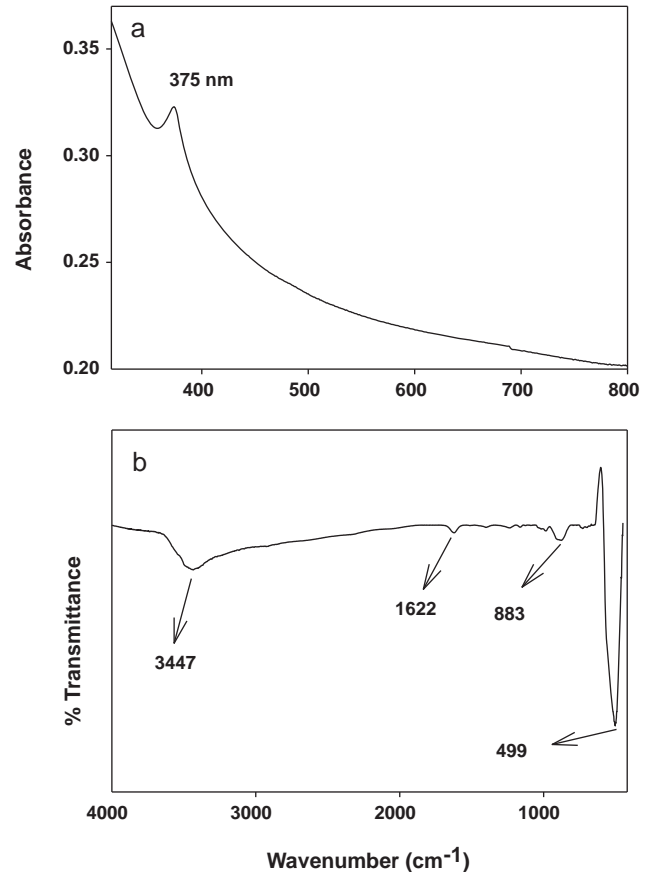 a
0.35
375 nm
0.30
Absorbance
0.25
0.20
400 500 600 700 800
b
1622
883
3447
% Transmittance
499
4000 3000 2000 1000
Wavenumber (cm-1)